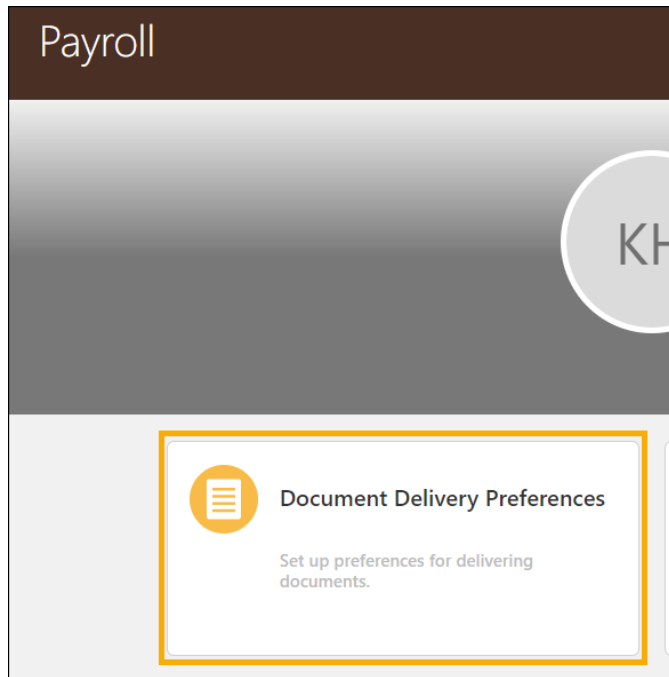 Payroll
KH
Document Delivery Preferences
Set up preferences for delivering
documents.